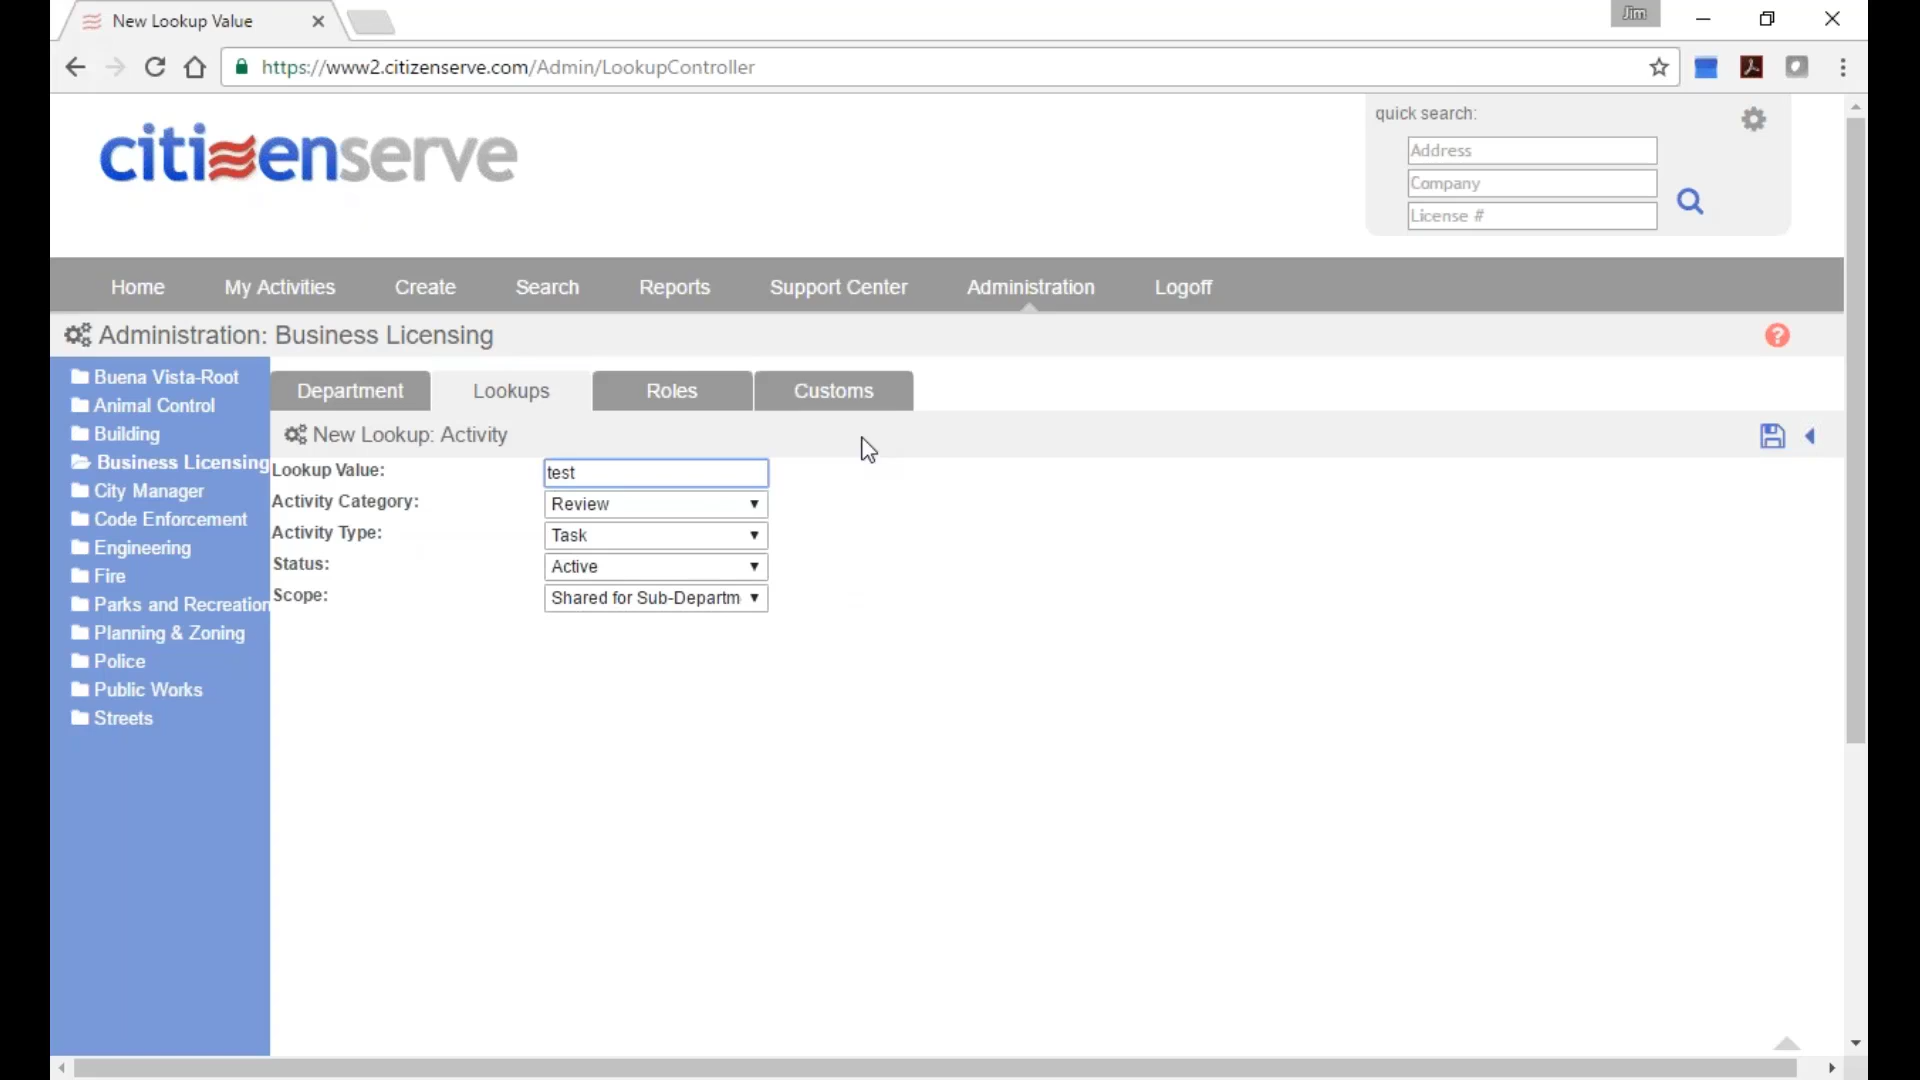 New Lookup Value
Jim
https://www2.citizenserve.com/Admin/LookupController
citizenserve
quick search:
Address
Company
License #
Home My Activities Create Search Reports Support Center Administration Logoff
Administration: Business Licensing
?
Buena Vista-Root
Animal Control
Building
Business Licensing
City Manager
Code Enforcement
Engineering
Fire
Parks and Recreation
Planning & Zoning
Police
Public Works
Streets
Department Lookups Roles Customs
New Lookup: Activity
Lookup Value: test
Activity Category: Review
Activity Type: Task
Status: Active
Scope: Shared for Sub-Departm